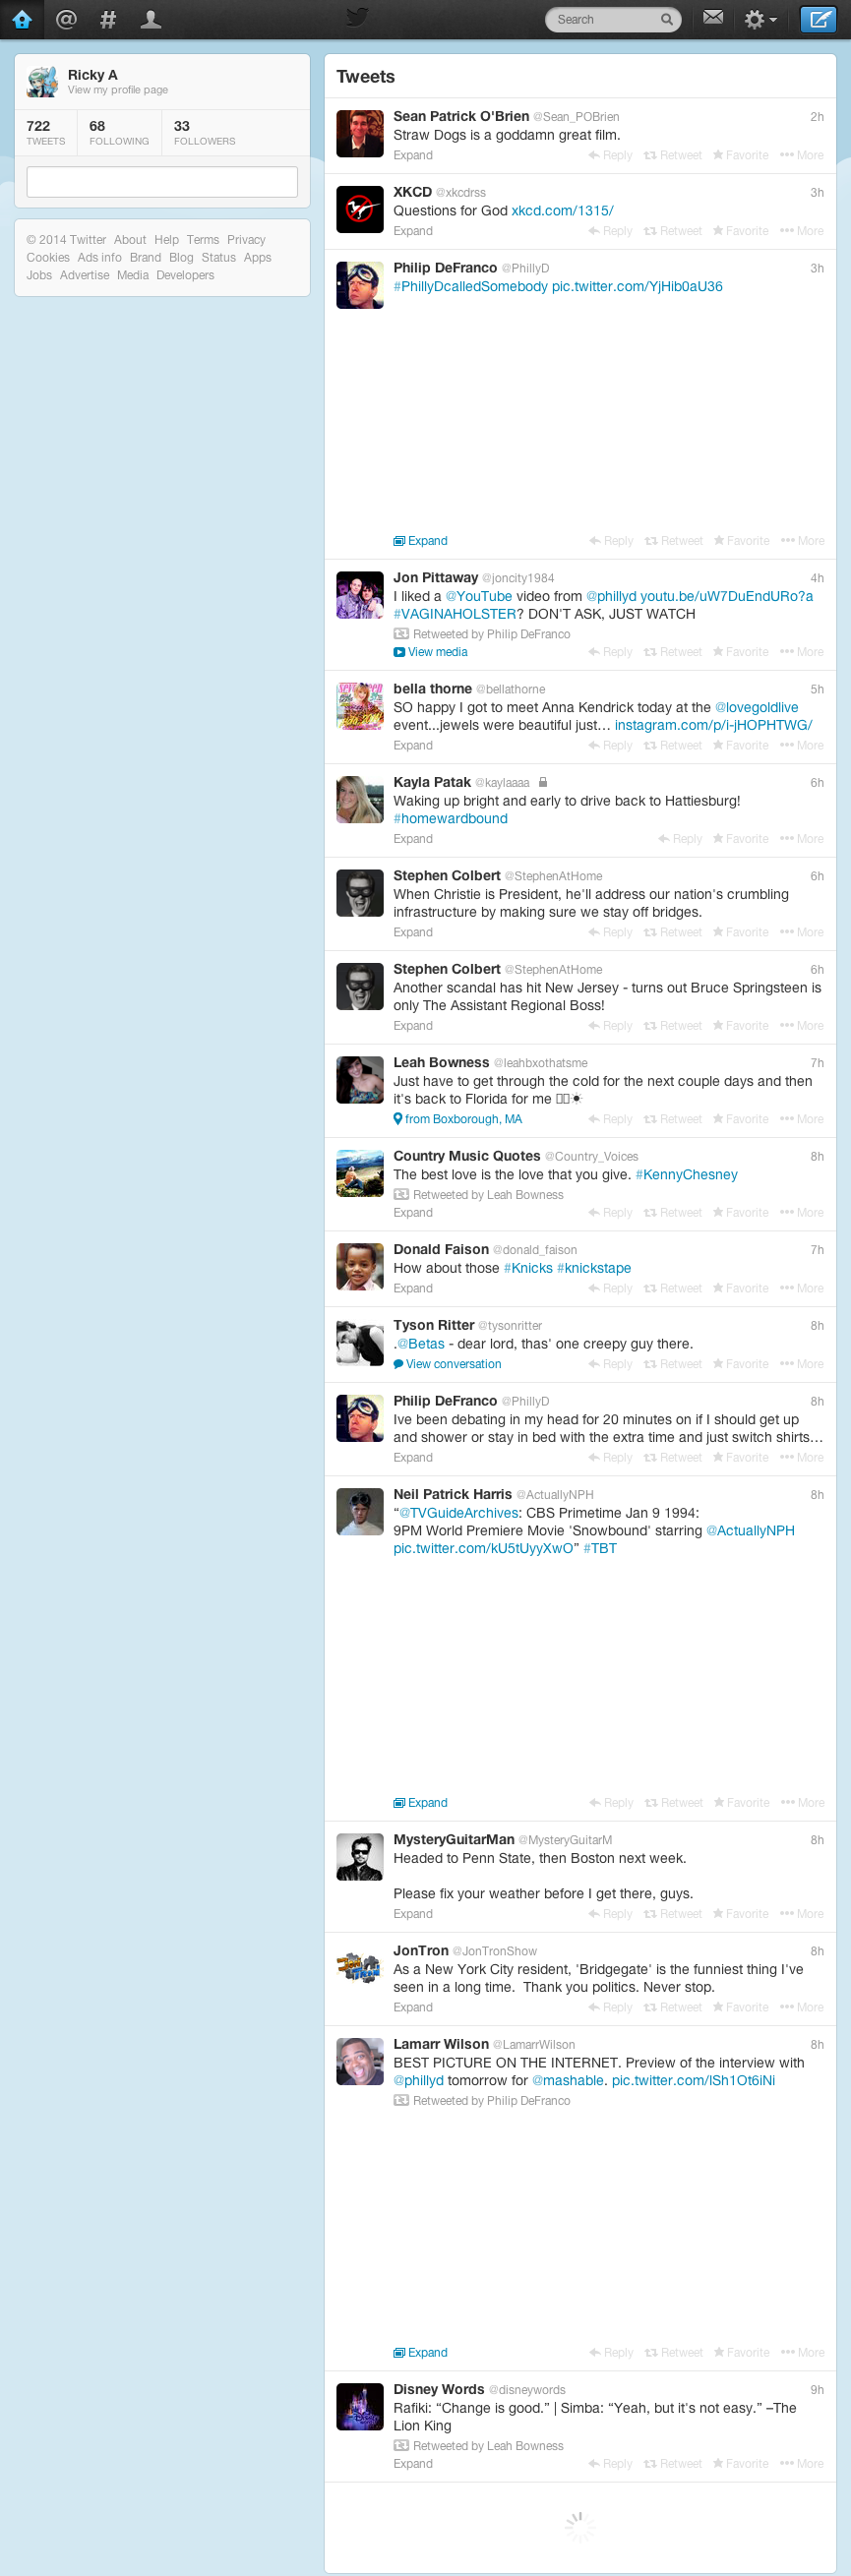 Search
Ricky A
View my profile page
722
TWEETS
68
FOLLOWING
33
FOLLOWERS
© 2014 Twitter About Help Terms Privacy
Cookies Ads info Brand Blog Status Apps
Jobs Advertise Media Developers
Tweets
Sean Patrick O'Brien @Sean_POBrien 2h
Straw Dogs is a goddamn great film.
Expand Reply Retweet Favorite More
XKCD @xkcdrss 3h
Questions for God xkcd.com/1315/
Expand Reply Retweet Favorite More
Philip DeFranco @PhillyD 3h
#PhillyDcalledSomebody pic.twitter.com/YjHib0aU36
Expand Reply Retweet Favorite More
Jon Pittaway @joncity1984 4h
I liked a @YouTube video from @phillyd youtu.be/uW7DuEndURo?a
#VAGINAHOLSTER? DON'T ASK, JUST WATCH
Retweeted by Philip DeFranco
View media Reply Retweet Favorite More
bella thorne @bellathorne 5h
SO happy I got to meet Anna Kendrick today at the @lovegoldlive
event...jewels were beautiful just… instagram.com/p/i-jHOPHTWG/
Expand Reply Retweet Favorite More
Kayla Patak @kaylaaaa 6h
Waking up bright and early to drive back to Hattiesburg!
#homewardbound
Expand Reply Favorite More
Stephen Colbert @StephenAtHome 6h
When Christie is President, he'll address our nation's crumbling
infrastructure by making sure we stay off bridges.
Expand Reply Retweet Favorite More
Stephen Colbert @StephenAtHome 6h
Another scandal has hit New Jersey - turns out Bruce Springsteen is
only The Assistant Regional Boss!
Expand Reply Retweet Favorite More
Leah Bowness @leahbxothatsme 7h
Just have to get through the cold for the next couple days and then
it's back to Florida for me ☀
from Boxborough, MA Reply Retweet Favorite More
Country Music Quotes @Country_Voices 8h
The best love is the love that you give. #KennyChesney
Retweeted by Leah Bowness
Expand Reply Retweet Favorite More
Donald Faison @donald_faison 7h
How about those #Knicks #knickstape
Expand Reply Retweet Favorite More
Tyson Ritter @tysonritter 8h
.@Betas - dear lord, thas' one creepy guy there.
View conversation Reply Retweet Favorite More
Philip DeFranco @PhillyD 8h
Ive been debating in my head for 20 minutes on if I should get up
and shower or stay in bed with the extra time and just switch shirts…
Expand Reply Retweet Favorite More
Neil Patrick Harris @ActuallyNPH 8h
“@TVGuideArchives: CBS Primetime Jan 9 1994:
9PM World Premiere Movie 'Snowbound' starring @ActuallyNPH
pic.twitter.com/kU5tUyyXwO” #TBT
Expand Reply Retweet Favorite More
MysteryGuitarMan @MysteryGuitarM 8h
Headed to Penn State, then Boston next week.
Please fix your weather before I get there, guys.
Expand Reply Retweet Favorite More
JonTron @JonTronShow 8h
As a New York City resident, 'Bridgegate' is the funniest thing I've
seen in a long time. Thank you politics. Never stop.
Expand Reply Retweet Favorite More
Lamarr Wilson @LamarrWilson 8h
BEST PICTURE ON THE INTERNET. Preview of the interview with
@phillyd tomorrow for @mashable. pic.twitter.com/lSh1Ot6iNi
Retweeted by Philip DeFranco
Expand Reply Retweet Favorite More
Disney Words @disneywords 9h
Rafiki: “Change is good.” | Simba: “Yeah, but it's not easy.” –The
Lion King
Retweeted by Leah Bowness
Expand Reply Retweet Favorite More